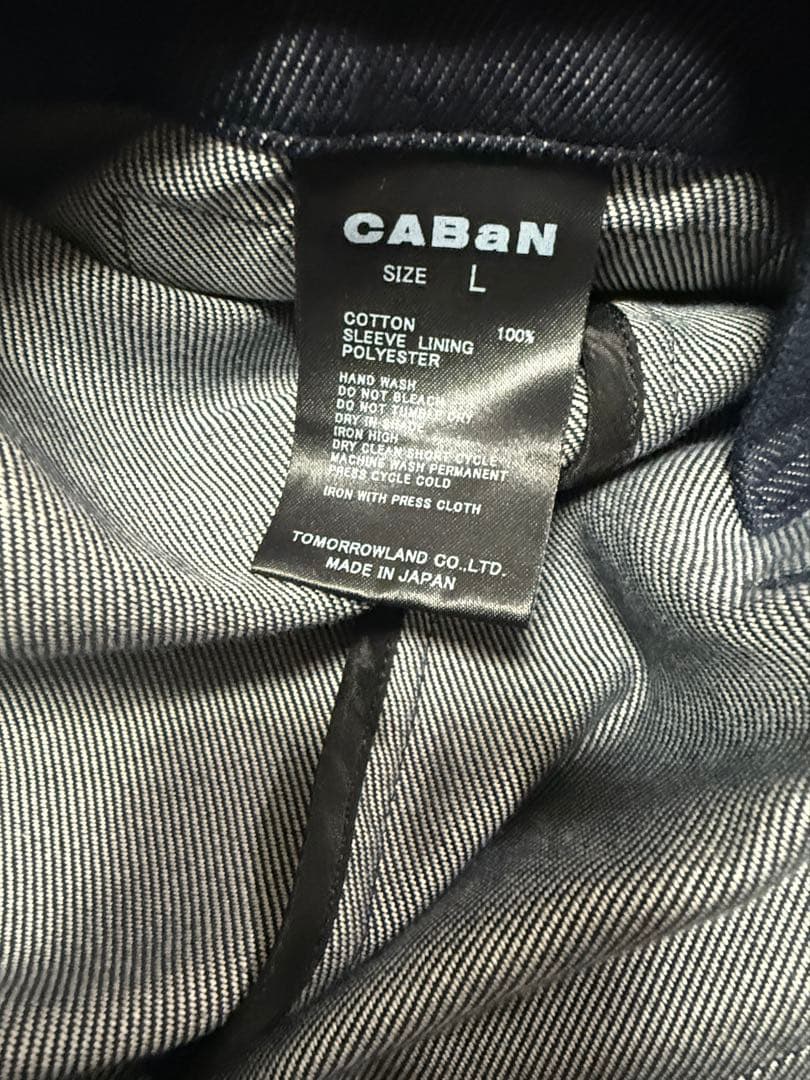 CABaN
SIZE L
COTTON 100%
SLEEVE LINING
POLYESTER
HAND WASH
DO NOT BLEACH
DO NOT TUMBLE DRY
DRY IN SHADE
IRON HIGH
DRY CLEAN SHORT CYCLE
MACHINE WASH PERMANENT
PRESS CYCLE COLD
IRON WITH PRESS CLOTH
TOMORROWLAND CO.,LTD.
MADE IN JAPAN